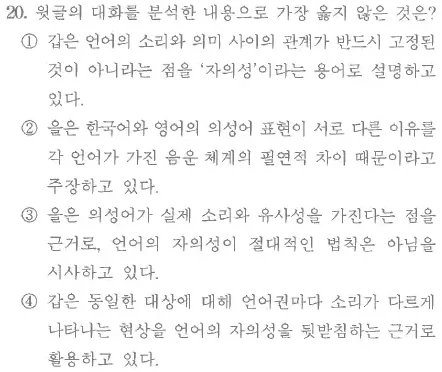 20. 윗글의 대화를 분석한 내용으로 가장 옳지 않은 것은?
① 갑은 언어의 소리와 의미 사이의 관계가 반드시 고정된
것이 아니라는 점을 ‘자의성’이라는 용어로 설명하고
있다.
② 을은 한국어와 영어의 의성어 표현이 서로 다른 이유를
각 언어가 가진 음운 체계의 필연적 차이 때문이라고
주장하고 있다.
③ 을은 의성어가 실제 소리와 유사성을 가진다는 점을
근거로, 언어의 자의성이 절대적인 법칙은 아님을
시사하고 있다.
④ 갑은 동일한 대상에 대해 언어권마다 소리가 다르게
나타나는 현상을 언어의 자의성을 뒷받침하는 근거로
활용하고 있다.